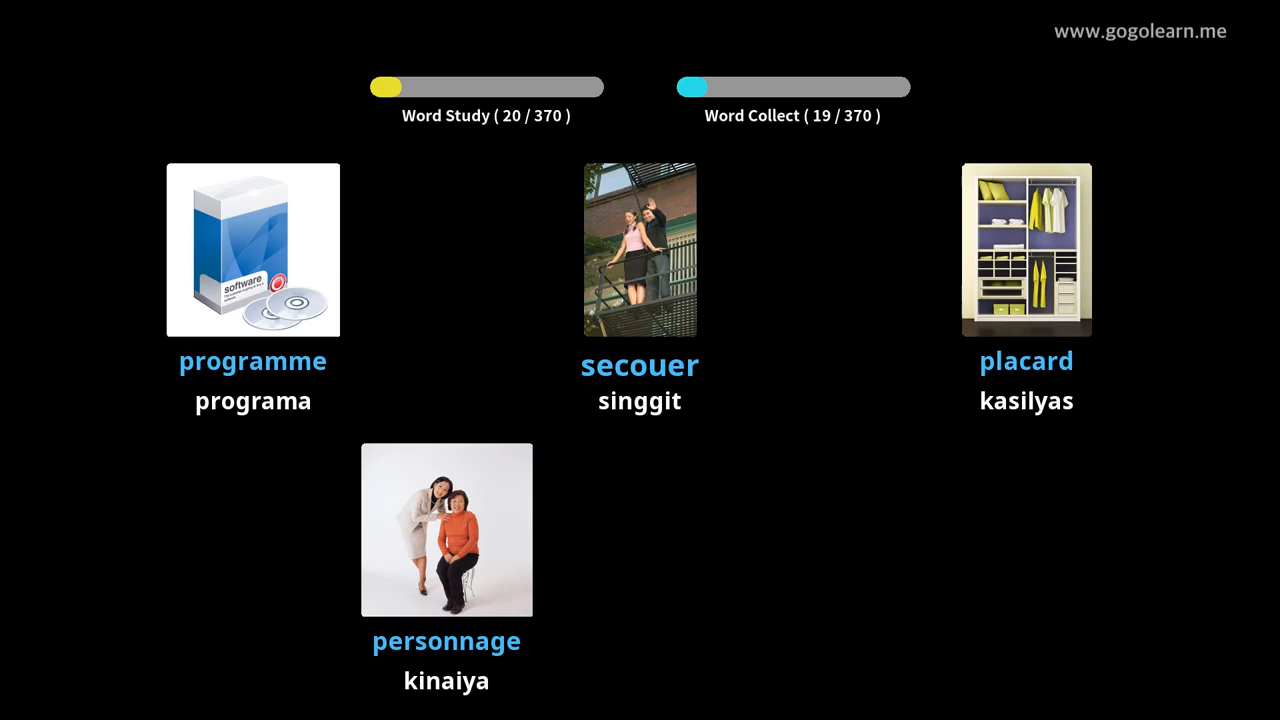 www.gogolearn.me
Word Study ( 20 / 370 )
Word Collect ( 19 / 370 )
software
programme
secouer
placard
programa
singgit
kasilyas
personnage
kinaiya